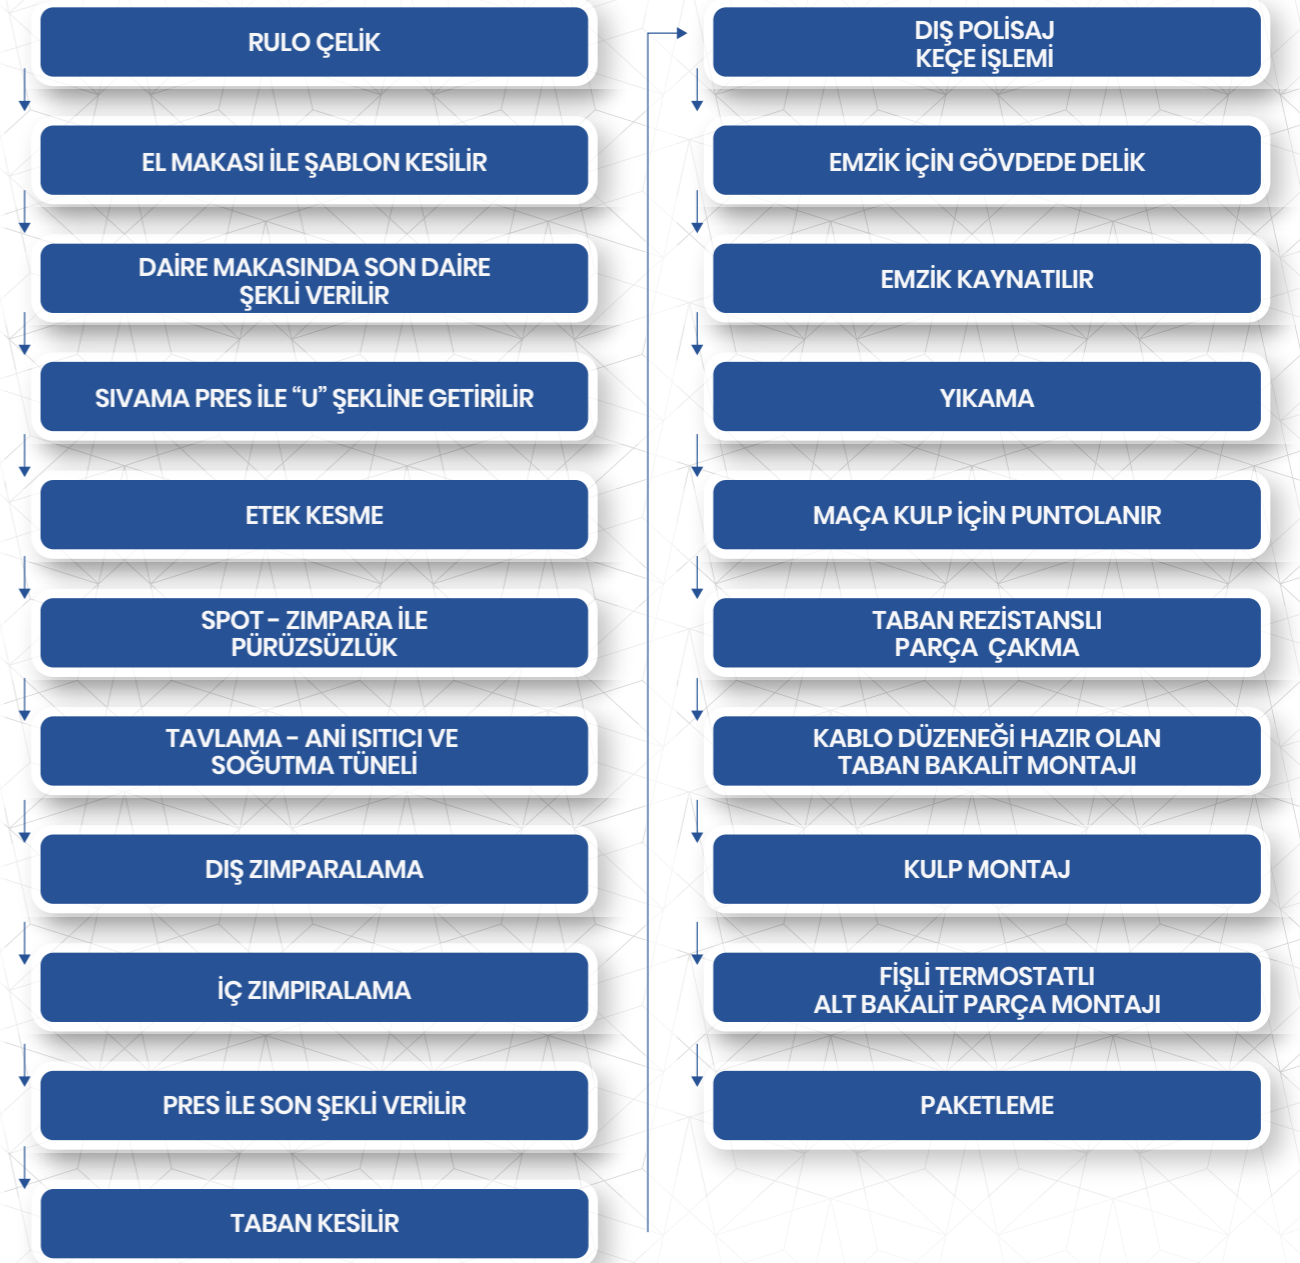 RULO ÇELİK
EL MAKASI İLE ŞABLON KESİLİR
DAİRE MAKASINDA SON DAİRE
ŞEKLİ VERİLİR
SIVAMA PRES İLE “U” ŞEKLİNE GETİRİLİR
ETEK KESME
SPOT - ZIMPARA İLE
PÜRÜZSÜZLÜK
TAVLAMA - ANİ ISITICI VE
SOĞUTMA TÜNELİ
DIŞ ZIMPARALAMA
İÇ ZIMPIRALAMA
PRES İLE SON ŞEKLİ VERİLİR
TABAN KESİLİR
DIŞ POLİSAJ
KEÇE İŞLEMİ
EMZİK İÇİN GÖVDEDE DELİK
EMZİK KAYNATILIR
YIKAMA
MAÇA KULP İÇİN PUNTOLANIR
TABAN REZİSTANSLI
PARÇA  ÇAKMA
KABLO DÜZENEĞİ HAZIR OLAN
TABAN BAKALİT MONTAJI
KULP MONTAJ
FİŞLİ TERMOSTATLI
ALT BAKALİT PARÇA MONTAJI
PAKETLEME